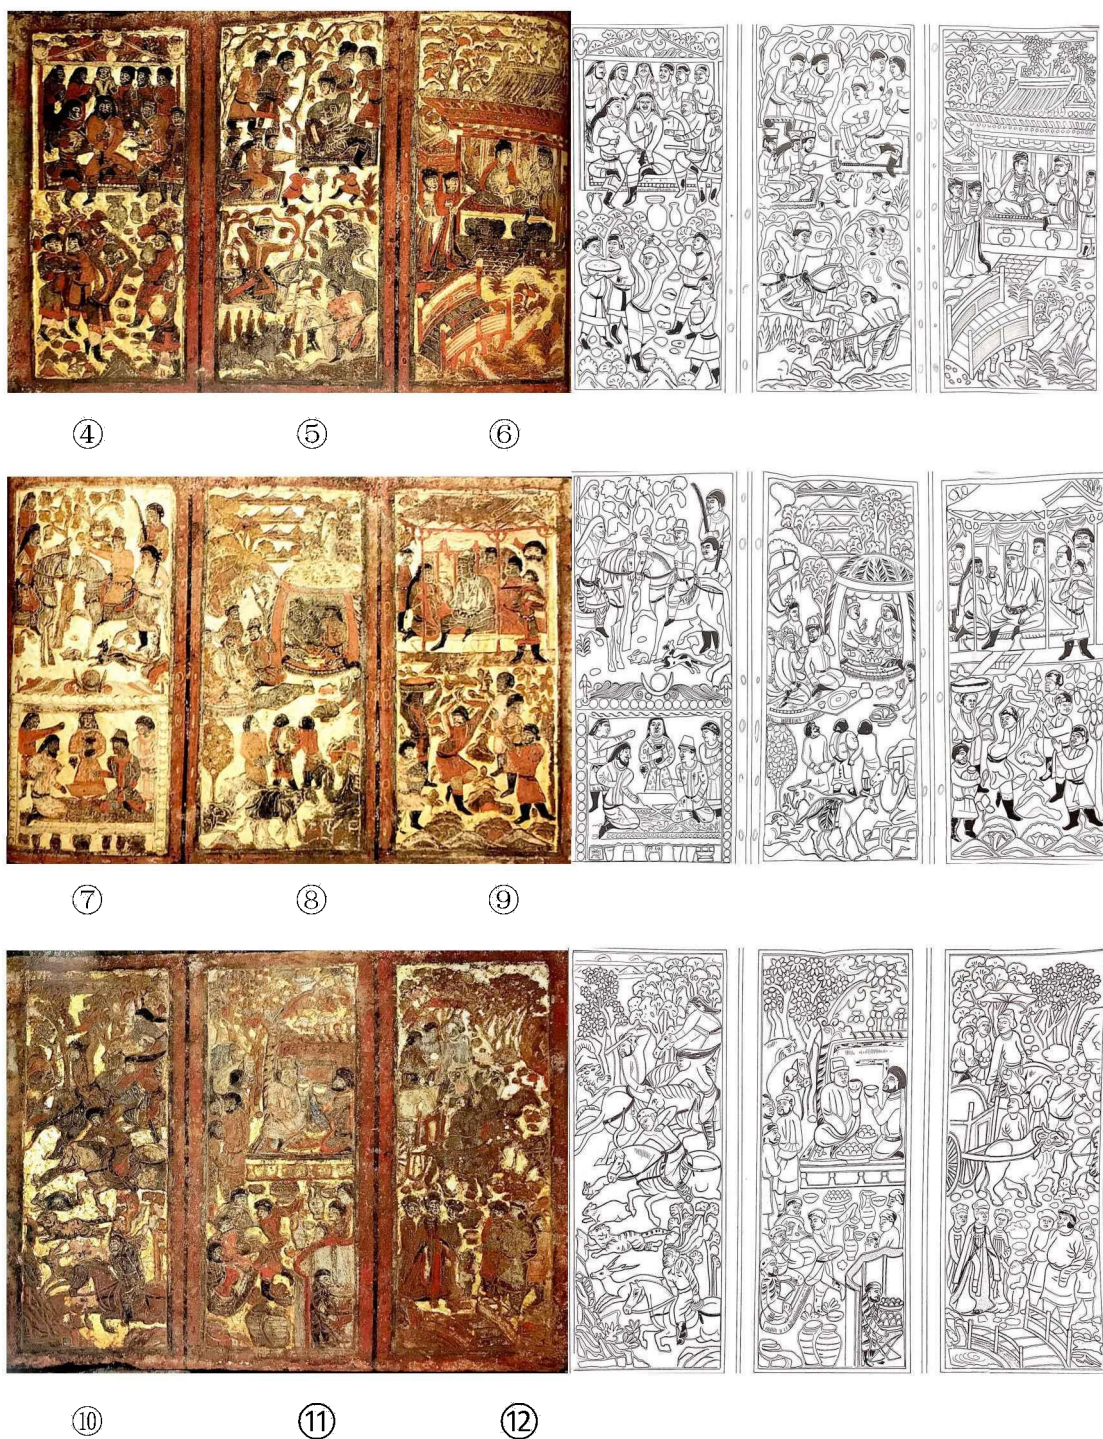 ④ ⑤ ⑥
⑦ ⑧ ⑨
⑩ ⑪ ⑫